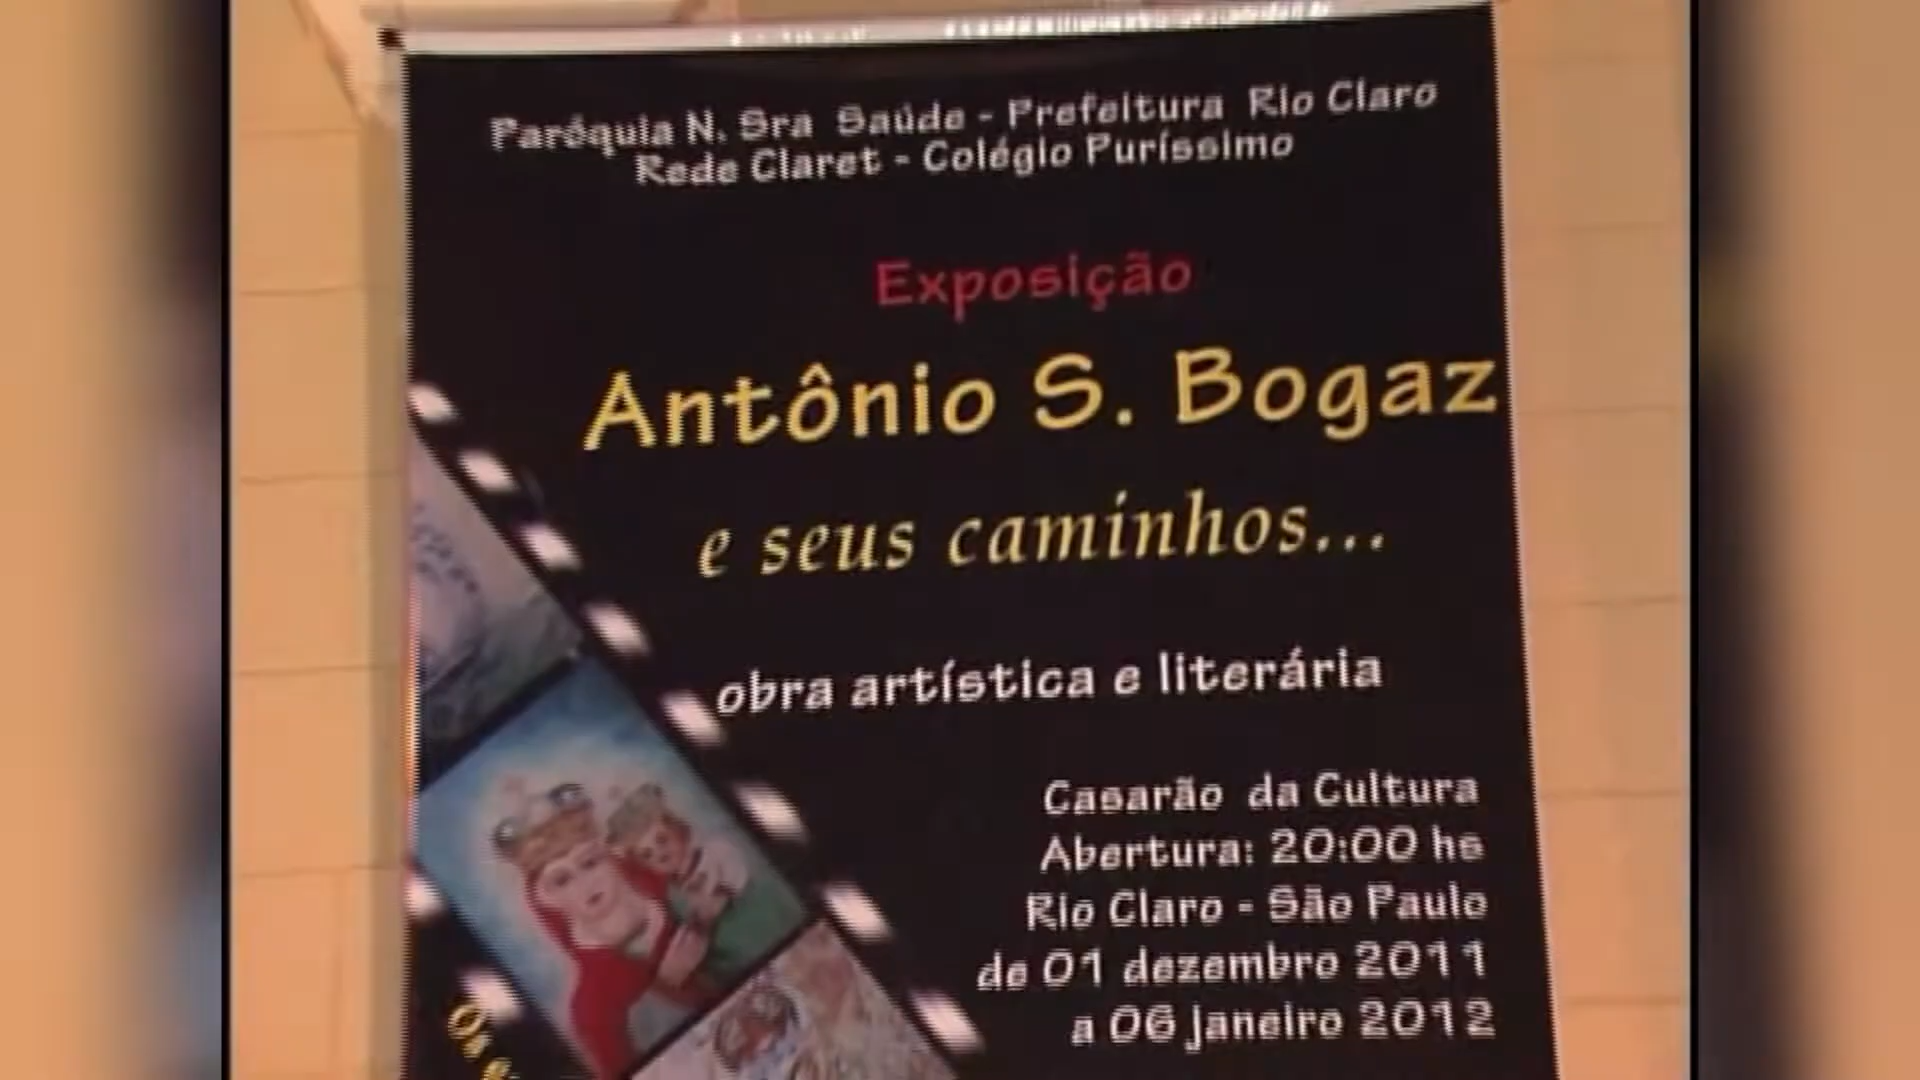 Paróquia N. Sra Saúde - Prefeitura Rio Claro
Rede Claret - Colégio Puríssimo
Exposição
Antônio S. Bogaz
e seus caminhos...
obra artística e literária
Casarão da Cultura
Abertura: 20:00 hs
Rio Claro - São Paulo
de 01 dezembro 2011
a 06 janeiro 2012
Os